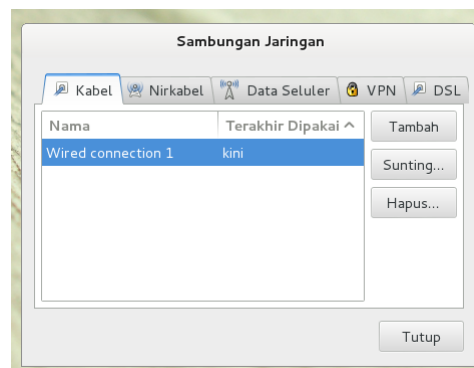 Sambungan Jaringan
Kabel Nirkabel Data Seluler VPN DSL
Nama Terakhir Dipakai
Tambah
Wired connection 1 kini
Sunting...
Hapus...
Tutup